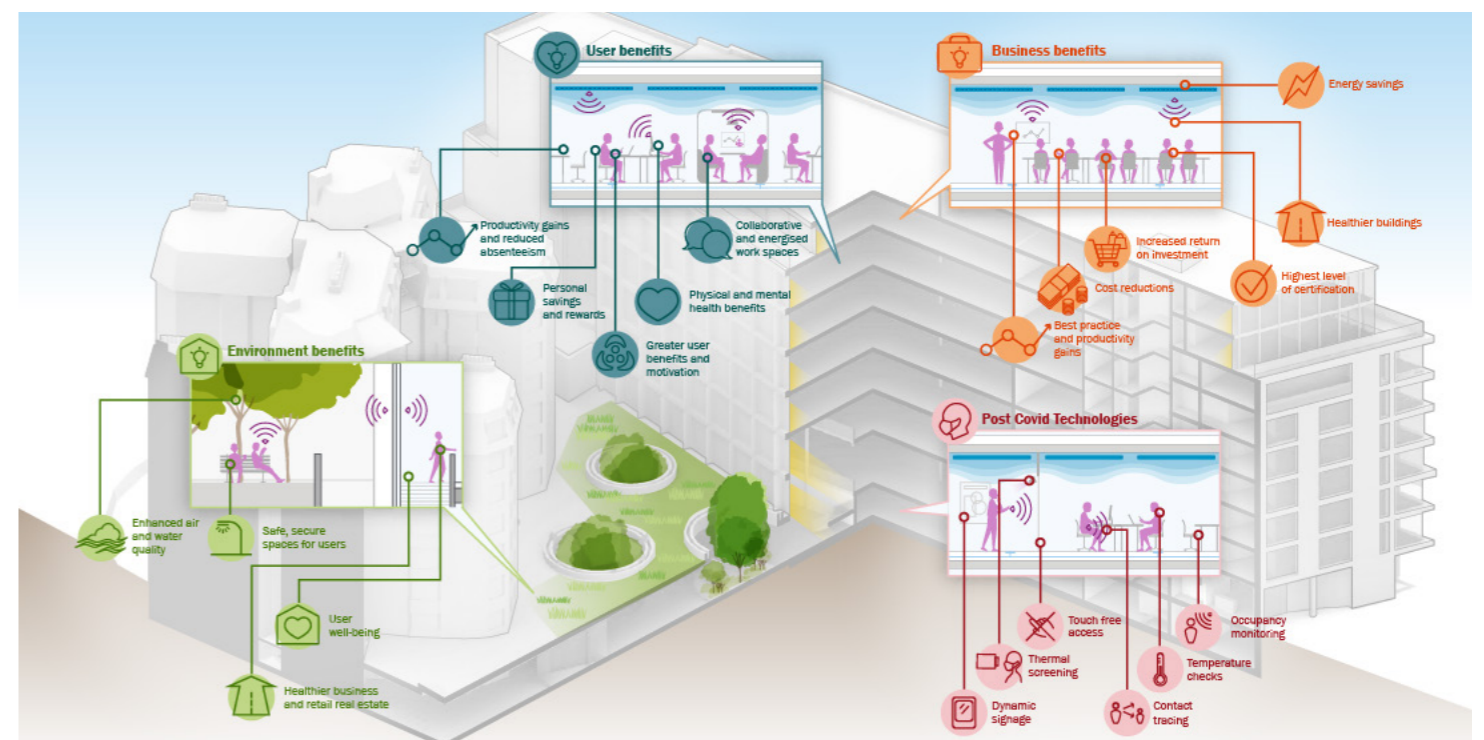 User benefits
Productivity gains
and reduced
absenteeism
Personal
savings
and rewards
Greater user
benefits and
motivation
Physical and mental
health benefits
Collaborative
and energised
work spaces
Business benefits
Energy savings
Healthier buildings
Highest level
of certification
Increased return
on investment
Cost reductions
Best practice
and productivity
gains
Environment benefits
Enhanced air
and water
quality
Safe, secure
spaces for users
User
well-being
Healthier business
and retail real estate
Post Covid Technologies
Dynamic
signage
Thermal
screening
Touch free
access
Contact
tracing
Temperature
checks
Occupancy
monitoring